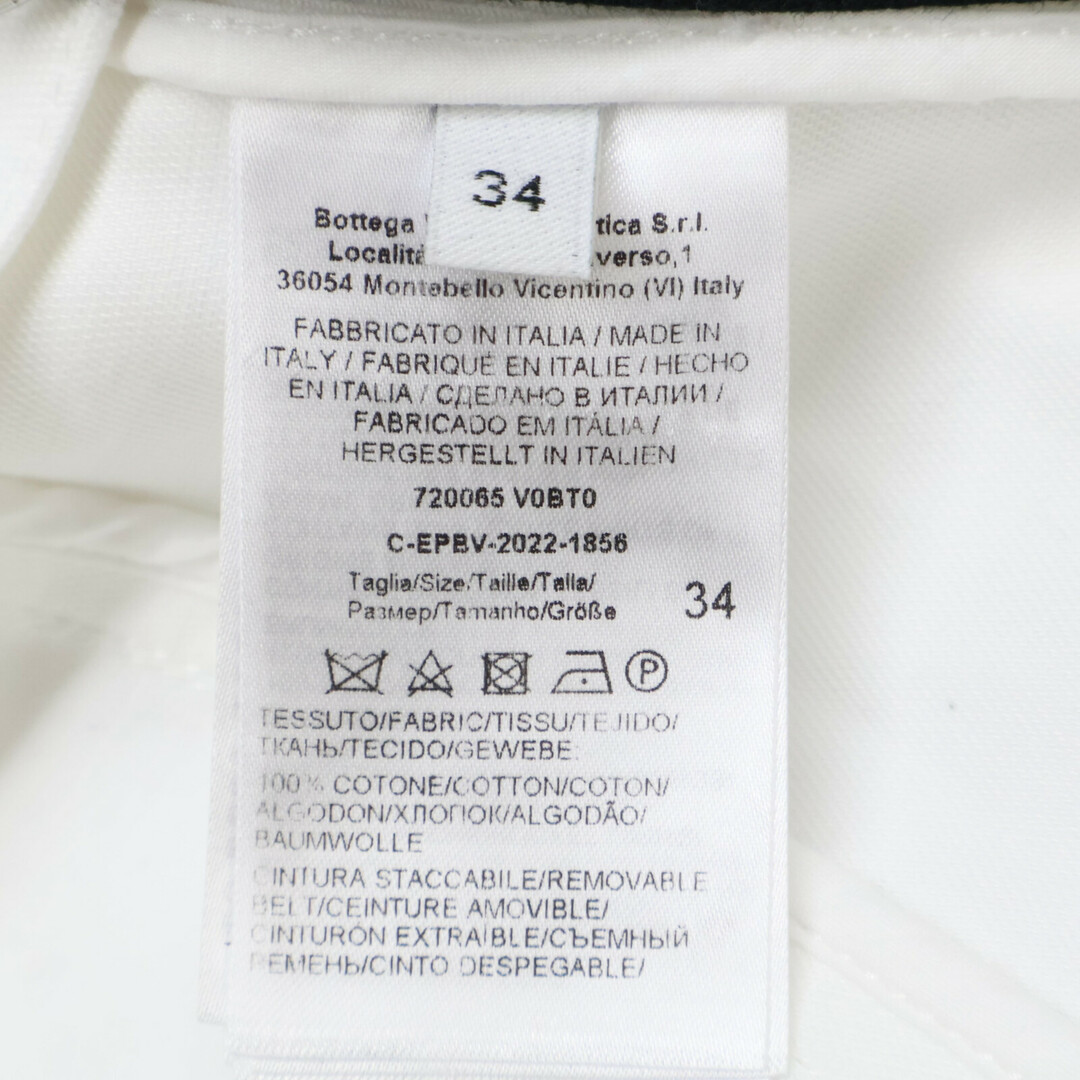 34
Bottega tica S.r.l.
Località verso,1
36054 Montebello Vicentino (VI) Italy
FABBRICATO IN ITALIA / MADE IN
ITALY / FABRIQUÉ EN ITALIE / HECHO
EN ITALIA / СДЕЛАНО В ИТАЛИИ /
FABRICADO EM ITÁLIA /
HERGESTELLT IN ITALIEN
720065 V0BT0
C-EPBV-2022-1856
Taglia/Size/Taille/Talla/
Размер/Tamanho/Größe 34
P
TESSUTO/FABRIC/TISSU/TEJIDO/
ТКАНЬ/TECIDO/GEWEBE:
100% COTONE/COTTON/COTON/
ALGODON/ХЛОПОК/ALGODÃO/
BAUMWOLLE
CINTURA STACCABILE/REMOVABLE
BELT/CEINTURE AMOVIBLE/
CINTURÓN EXTRAIBLE/СЪЕМНЫЙ
РЕМЕНЬ/CINTO DESPEGABLE/